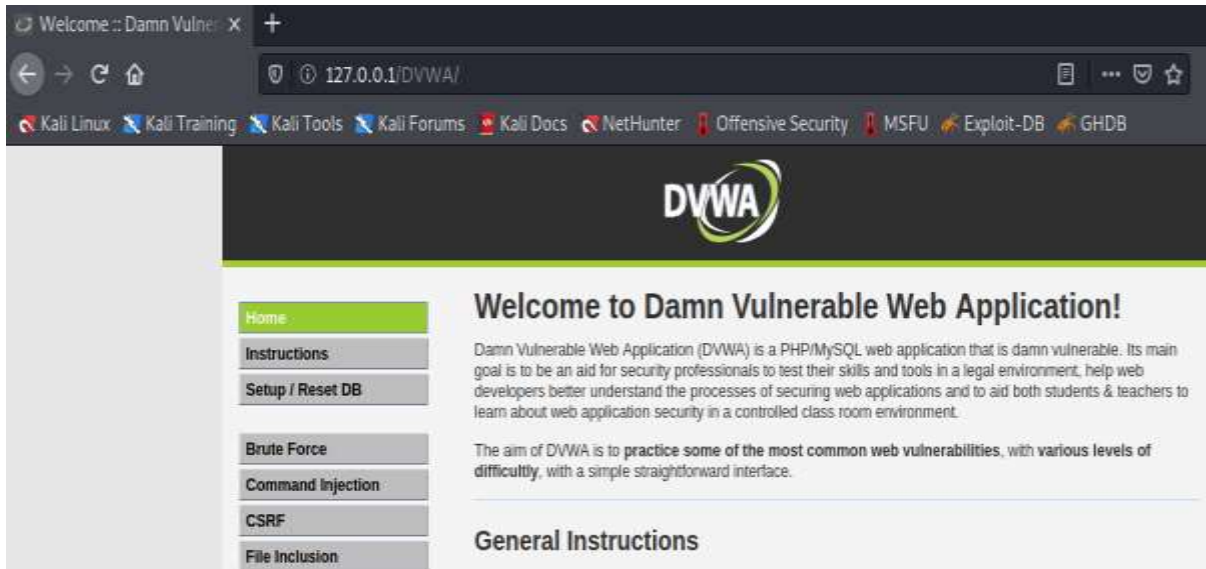 Welcome :: Damn Vulner
127.0.0.1/DVWA/
Kali Linux Kali Training Kali Tools Kali Forums Kali Docs NetHunter Offensive Security MSFU Exploit-DB GHDB
DVWA
Home
Instructions
Setup / Reset DB
Brute Force
Command Injection
CSRF
File Inclusion
Welcome to Damn Vulnerable Web Application!
Damn Vulnerable Web Application (DVWA) is a PHP/MySQL web application that is damn vulnerable. Its main
goal is to be an aid for security professionals to test their skills and tools in a legal environment, help web
developers better understand the processes of securing web applications and to aid both students & teachers to
learn about web application security in a controlled class room environment.
The aim of DVWA is to practice some of the most common web vulnerabilities, with various levels of
difficultly, with a simple straightforward interface.
General Instructions